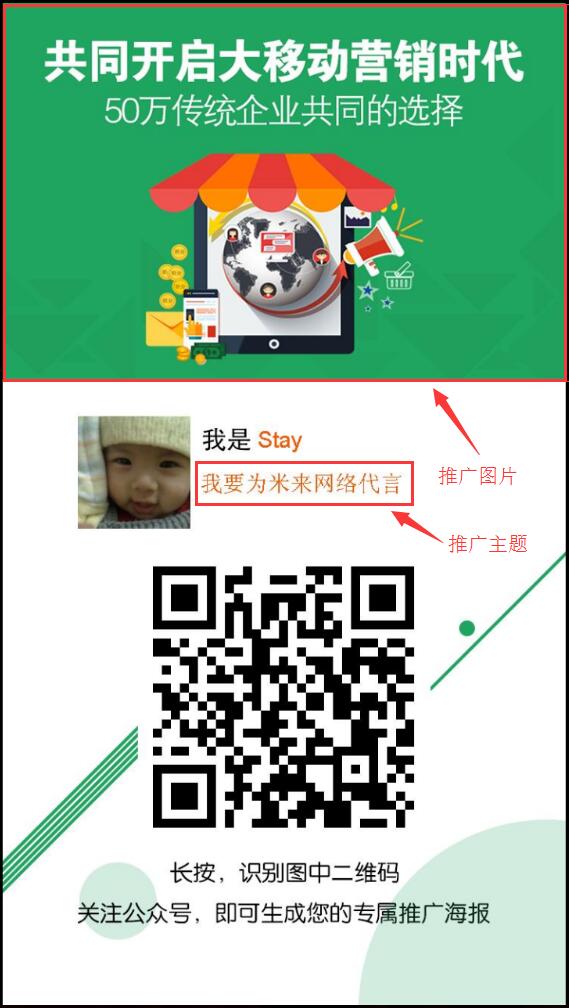 共同开启大移动营销时代
50万传统企业共同的选择
我是 Stay
我要为米来网络代言
推广图片
推广主题
长按，识别图中二维码
关注公众号，即可生成您的专属推广海报